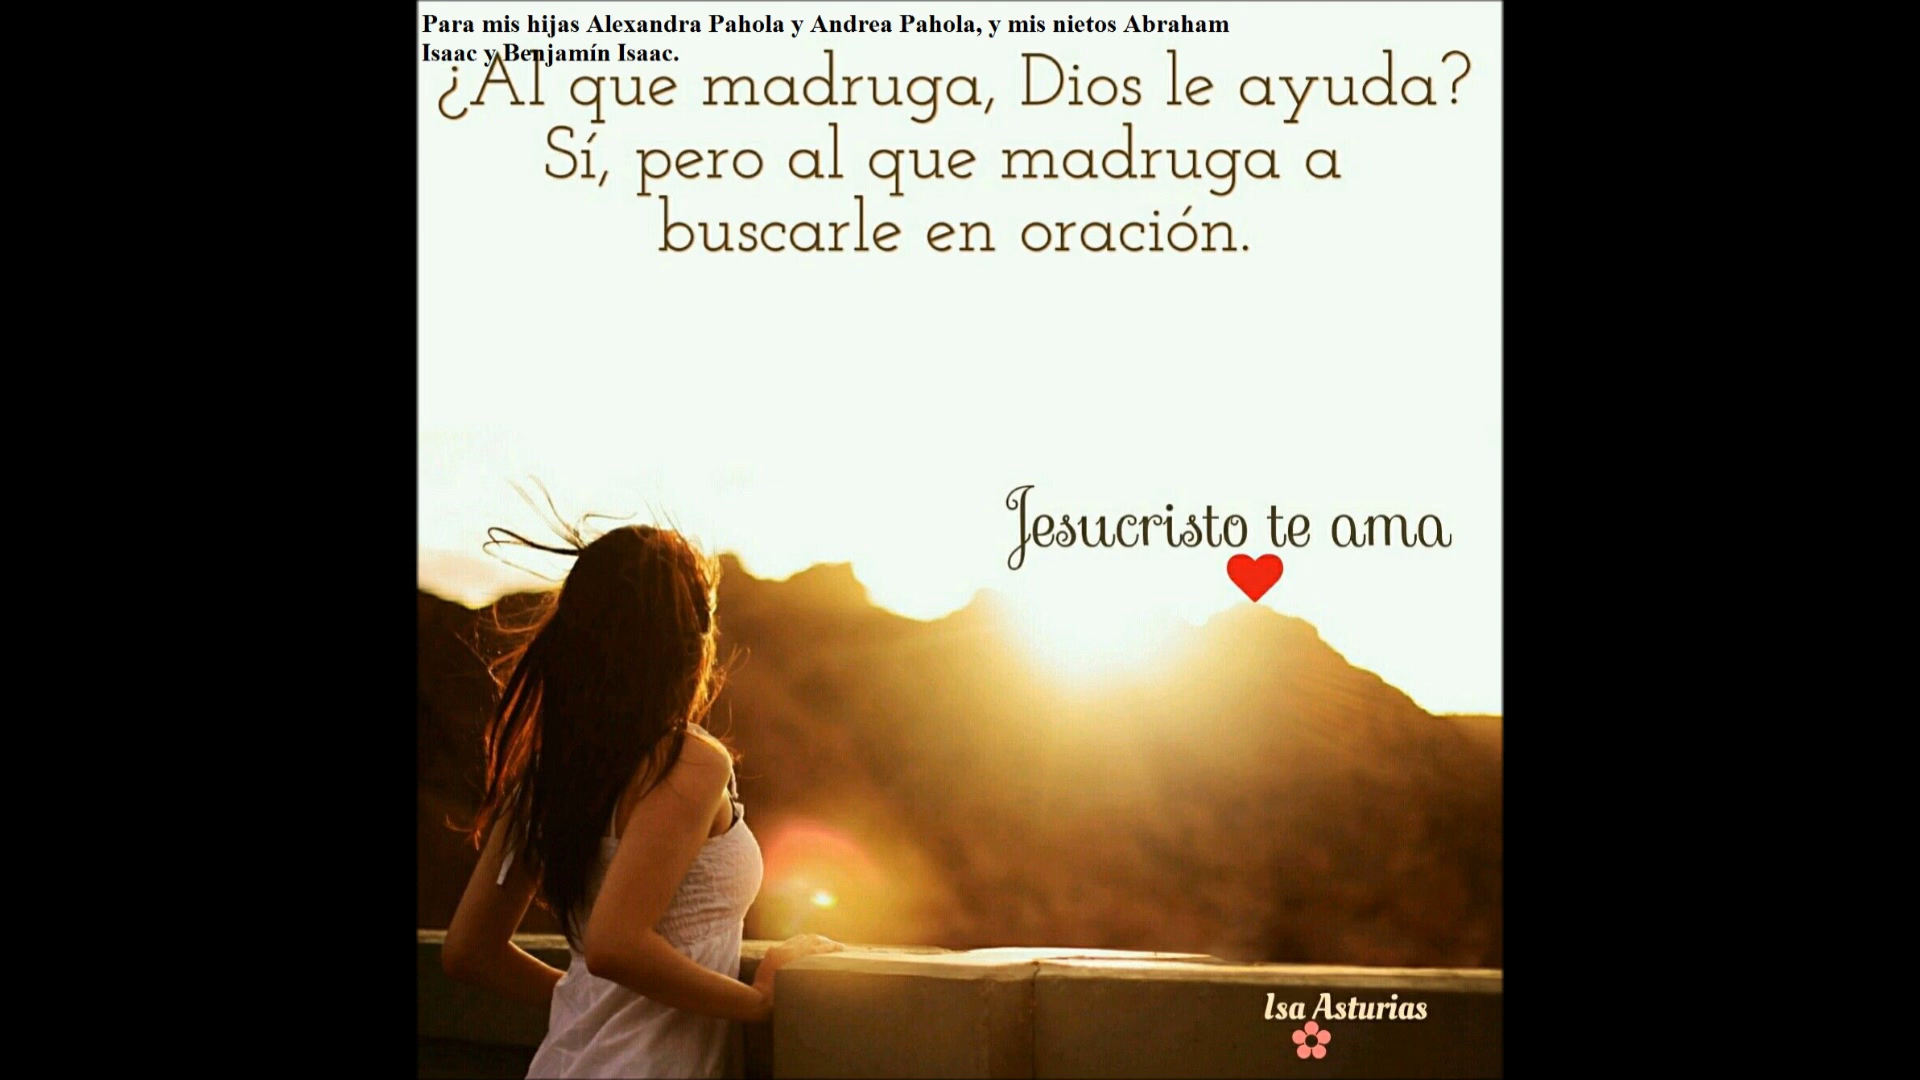 Para mis hijas Alexandra Pahola y Andrea Pahola, y mis nietos Abraham
Isaac y Benjamín Isaac.
¿Al que madruga, Dios le ayuda?
Sí, pero al que madruga a
buscarle en oración.
Jesucristo te ama
Isa Asturias